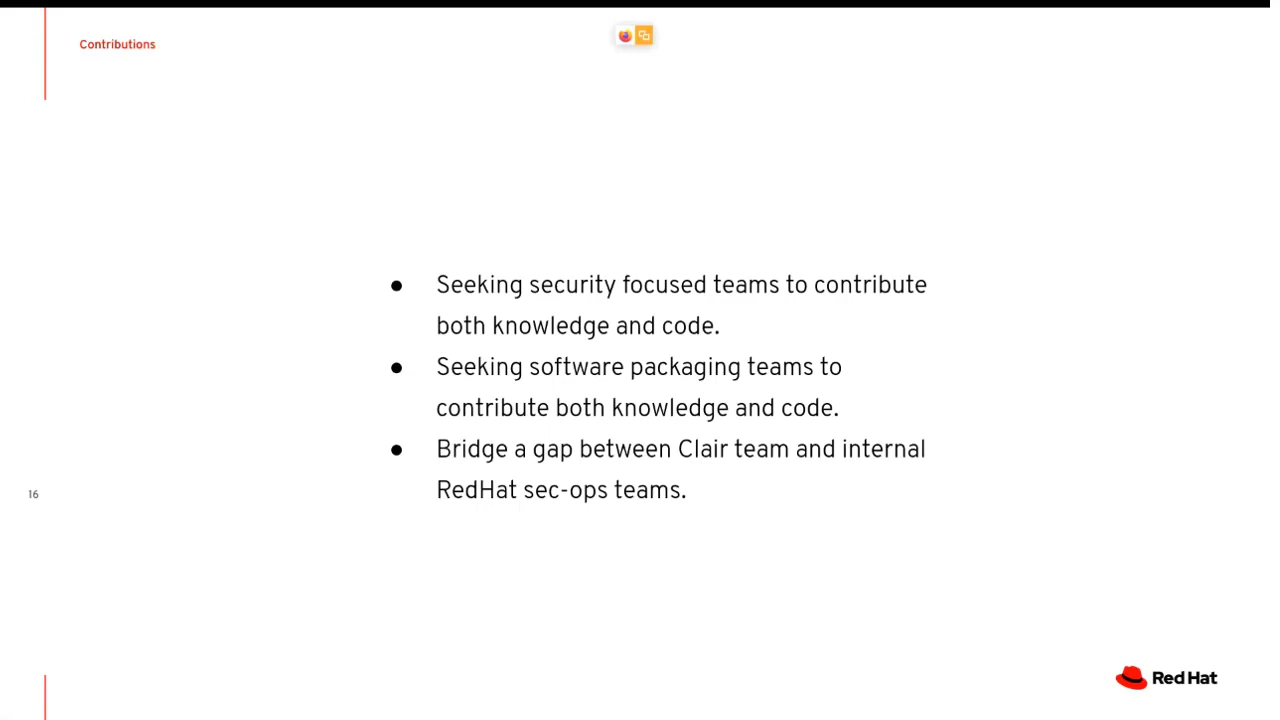 Contributions
● Seeking security focused teams to contribute
both knowledge and code.
● Seeking software packaging teams to
contribute both knowledge and code.
● Bridge a gap between Clair team and internal
RedHat sec-ops teams.
16
Red Hat